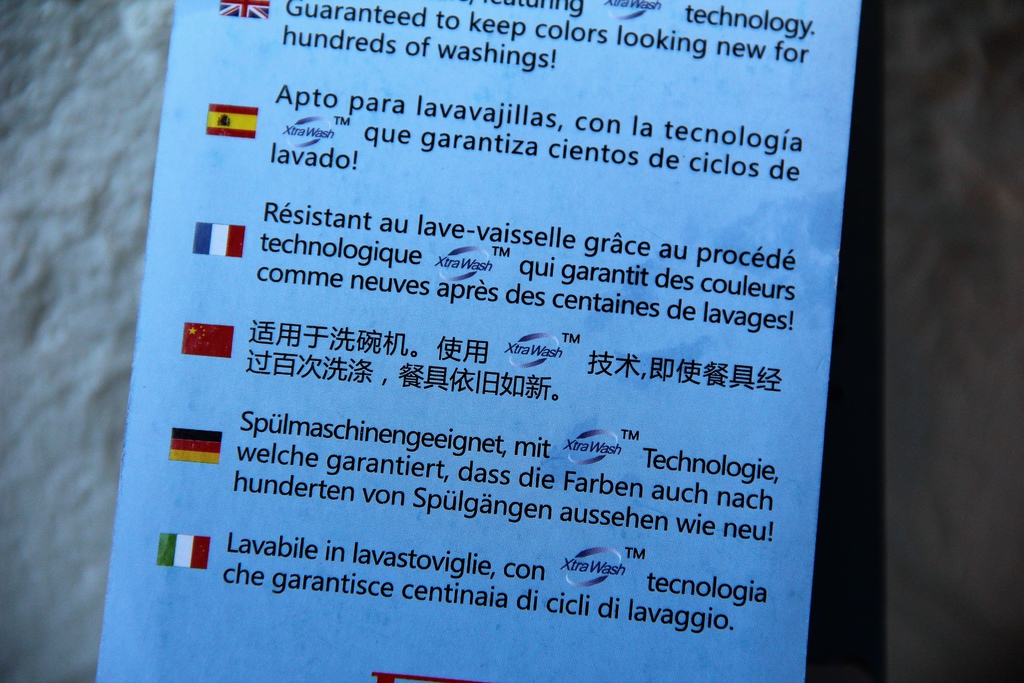 featuring XtraWash technology.
Guaranteed to keep colors looking new for
hundreds of washings!
Apto para lavavajillas, con la tecnología
XtraWash™ que garantiza cientos de ciclos de
lavado!
Résistant au lave-vaisselle grâce au procédé
technologique XtraWash™ qui garantit des couleurs
comme neuves après des centaines de lavages!
适用于洗碗机。使用 XtraWash™ 技术,即使餐具经
过百次洗涤，餐具依旧如新。
Spülmaschinengeeignet, mit XtraWash™ Technologie,
welche garantiert, dass die Farben auch nach
hunderten von Spülgängen aussehen wie neu!
Lavabile in lavastoviglie, con XtraWash™ tecnologia
che garantisce centinaia di cicli di lavaggio.